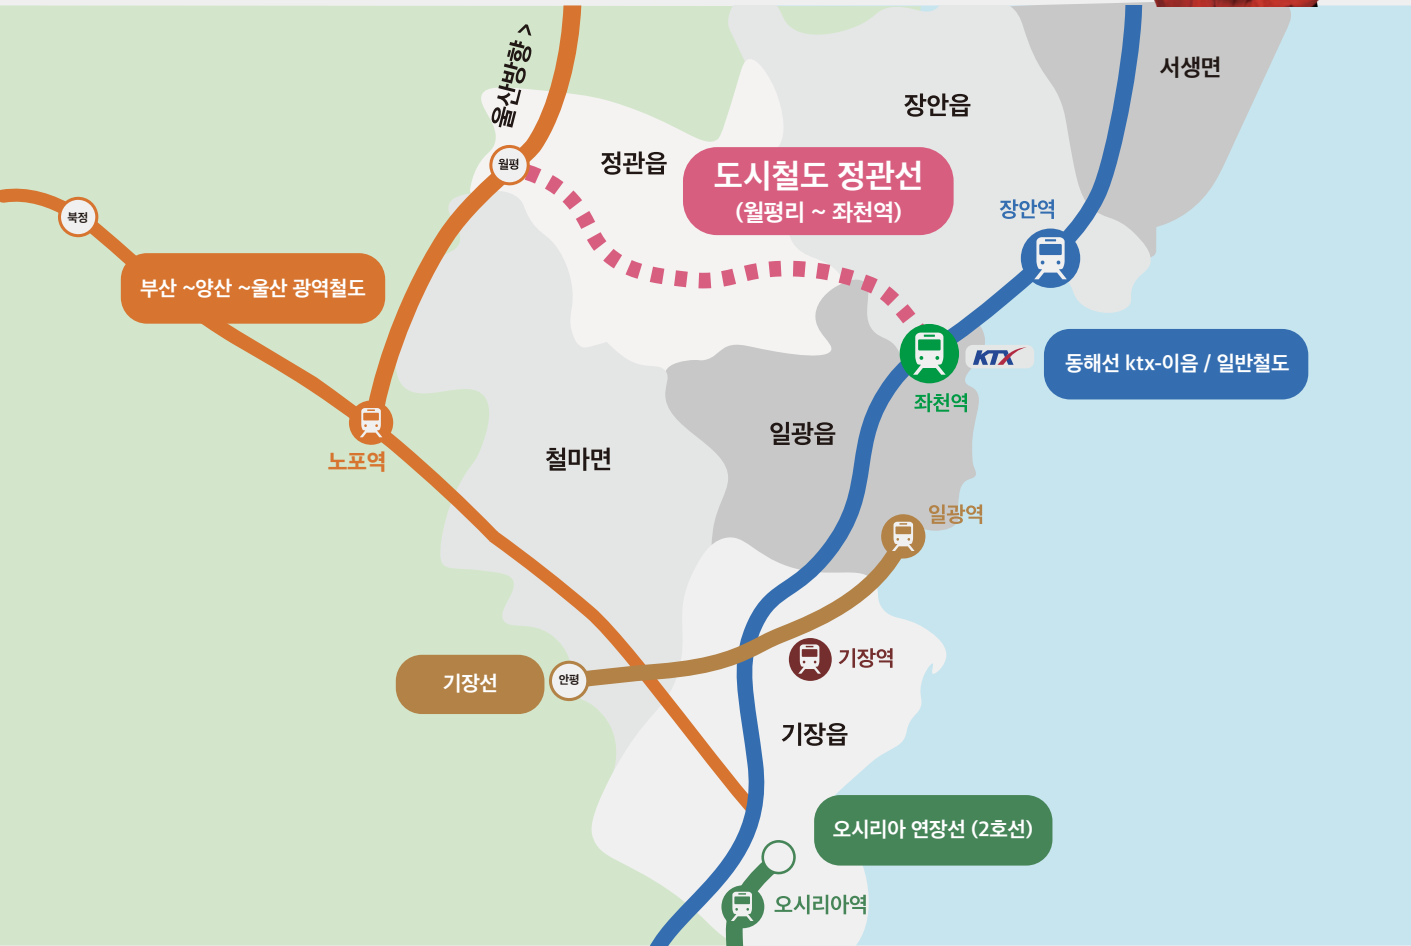 울산방향 >
서생면
장안읍
월평
정관읍
도시철도 정관선
(월평리 ~ 좌천역)
장안역
북정
부산 ~양산 ~울산 광역철도
KTX
동해선 ktx-이음 / 일반철도
좌천역
노포역
철마면
일광읍
일광역
기장선
안평
기장역
기장읍
오시리아 연장선 (2호선)
오시리아역